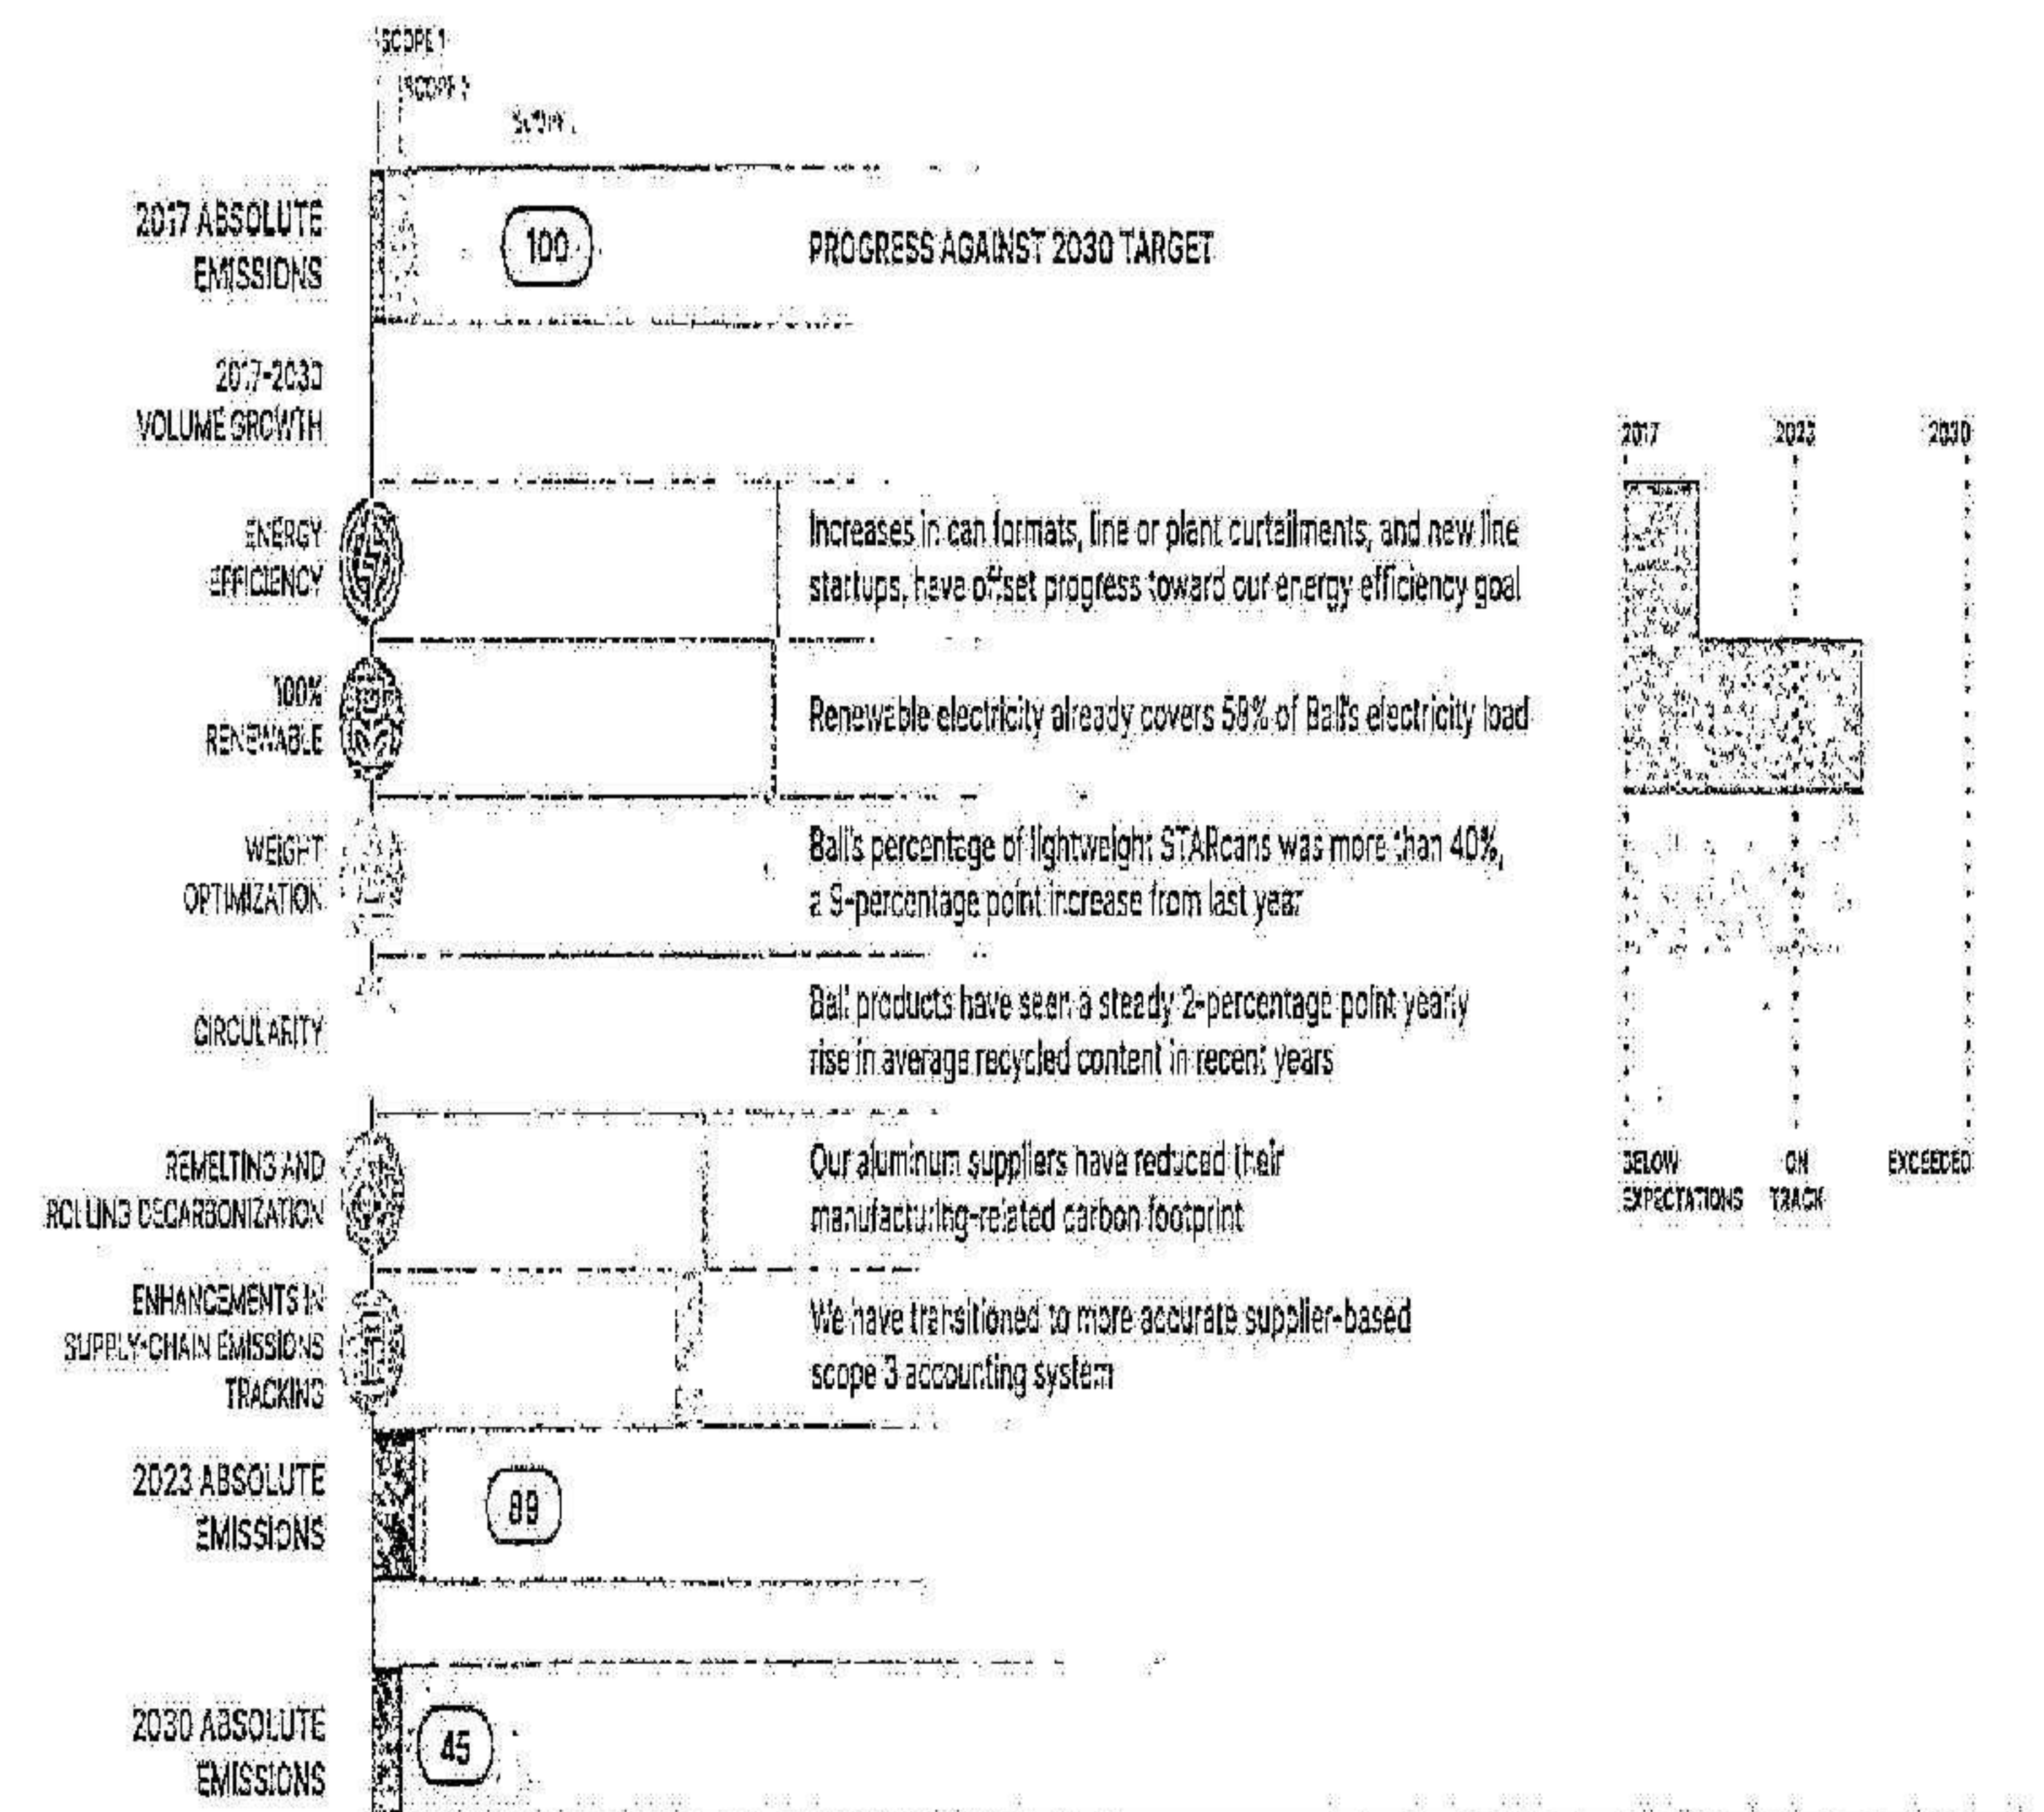 SCOPE 1
SCOPE 2
2017 ABSOLUTE
EMISSIONS
100
PROGRESS AGAINST 2030 TARGET
2017-2030
VOLUME GROWTH
2017
2023
2030
ENERGY
EFFICIENCY
Increases in can formats, line or plant curtailments, and new line
startups, have offset progress toward our energy efficiency goal
100%
RENEWABLE
Renewable electricity already covers of Ball's electricity load
WEIGHT
OPTIMIZATION
Ball's percentage of lightweight STARcans was more than 40%,
a 9-percentage point increase from last year
CIRCULARITY
Ball products have seen a steady 2-percentage point yearly
rise in average recycled content in recent years
REMELTING AND
ROLLING DECARBONIZATION
Our aluminum suppliers have reduced their
manufacturing-related carbon footprint
BELOW
EXPECTATIONS
ON
TRACK
EXCEEDED
ENHANCEMENTS IN
SUPPLY-CHAIN EMISSIONS
TRACKING
We have transitioned to more accurate supplier-based
scope 3 accounting system
2023 ABSOLUTE
EMISSIONS
89
2030 ABSOLUTE
EMISSIONS
45